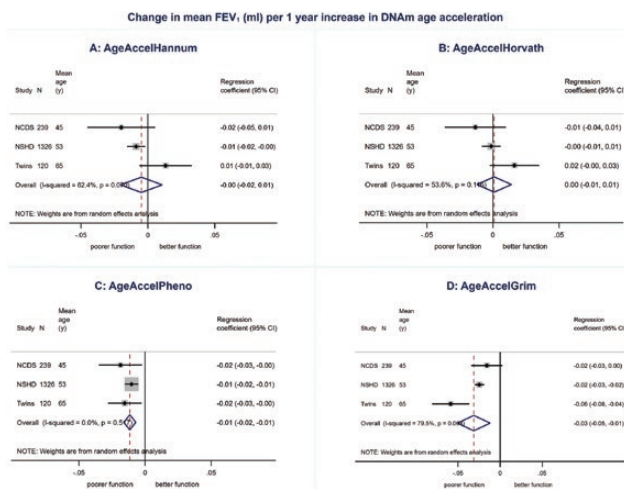 Change in mean FEV₁ (ml) per 1 year increase in DNAm age acceleration
A: AgeAccelHannum
Mean
age
(y)
Regression
coefficient (95% CI)
Study N
NCDS 239 45 -0.02 (-0.05, 0.01)
NSHD 1326 53 -0.01 (-0.02, -0.00)
Twins 120 65 0.01 (-0.01, 0.03)
Overall (I-squared = 82.4%, p = -0.00 (-0.02, 0.01)
NOTE: Weights are from random effects analysis
-.05 0 .05
poorer function better function
B: AgeAccelHorvath
Mean
age
(y)
Regression
coefficient (95% CI)
Study N
NCDS 239 45 -0.01 (-0.04, 0.01)
NSHD 1326 53 -0.00 (-0.01, 0.01)
Twins 120 65 0.02 (-0.00, 0.03)
Overall (I-squared = 53.6%, p = 0.00 (-0.01, 0.01)
NOTE: Weights are from random effects analysis
-.05 0 .05
poorer function better function
C: AgeAccelPheno
Mean
age
(y)
Regression
coefficient (95% CI)
Study N
NCDS 239 45 -0.02 (-0.03, -0.00)
NSHD 1326 53 -0.01 (-0.02, -0.01)
Twins 120 65 -0.02 (-0.03, -0.00)
Overall (I-squared = 0.0%, p = -0.01 (-0.02, -0.01)
NOTE: Weights are from random effects analysis
-.05 0 .05
poorer function better function
D: AgeAccelGrim
Mean
age
(y)
Regression
coefficient (95% CI)
Study N
NCDS 239 45 -0.02 (-0.03, 0.00)
NSHD 1326 53 -0.02 (-0.03, -0.02)
Twins 120 65 -0.06 (-0.08, -0.04)
Overall (I-squared = 79.5%, p = -0.03 (-0.05, -0.01)
NOTE: Weights are from random effects analysis
-.05 0 .05
poorer function better function